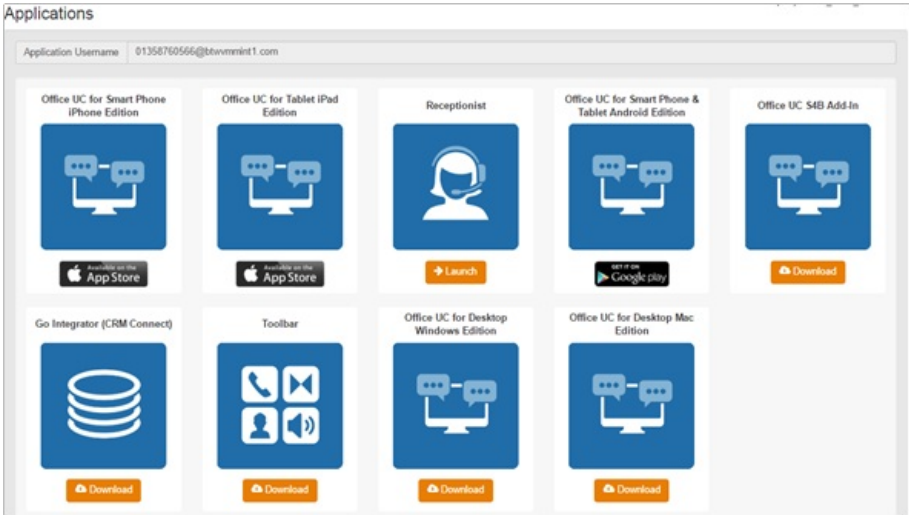 Applications
Application Username 01358760566@btwvmmint1.com
Office UC for Smart Phone
iPhone Edition
Available on the
App Store
Office UC for Tablet iPad
Edition
Available on the
App Store
Receptionist
Launch
Office UC for Smart Phone &
Tablet Android Edition
GET IT ON
Google play
Office UC S4B Add-In
Download
Go Integrator (CRM Connect)
Download
Toolbar
Download
Office UC for Desktop
Windows Edition
Download
Office UC for Desktop Mac
Edition
Download